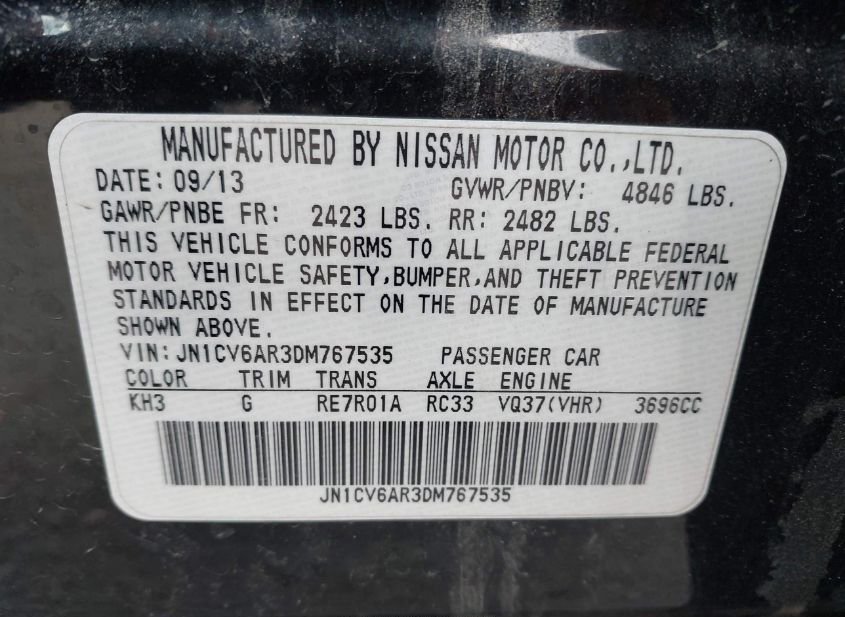 MANUFACTURED BY NISSAN MOTOR CO.,LTD.
DATE: 09/13 GVWR/PNBV: 4846 LBS.
GAWR/PNBE FR: 2423 LBS. RR: 2482 LBS.
THIS VEHICLE CONFORMS TO ALL APPLICABLE FEDERAL
MOTOR VEHICLE SAFETY,BUMPER,AND THEFT PREVENTION
STANDARDS IN EFFECT ON THE DATE OF MANUFACTURE
SHOWN ABOVE.
VIN: JN1CV6AR3DM767535 PASSENGER CAR
COLOR TRIM TRANS AXLE ENGINE
KH3 G RE7R01A RC33 VQ37(VHR) 3696CC
JN1CV6AR3DM767535